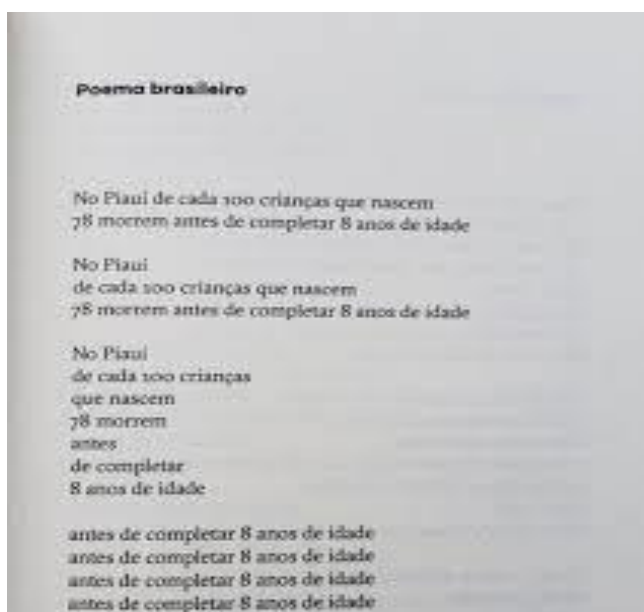 Poema brasileiro
No Piauí de cada 100 crianças que nascem
78 morrem antes de completar 8 anos de idade
No Piauí
de cada 100 crianças que nascem
78 morrem antes de completar 8 anos de idade
No Piauí
de cada 100 crianças
que nascem
78 morrem
antes
de completar
8 anos de idade
antes de completar 8 anos de idade
antes de completar 8 anos de idade
antes de completar 8 anos de idade
antes de completar 8 anos de idade